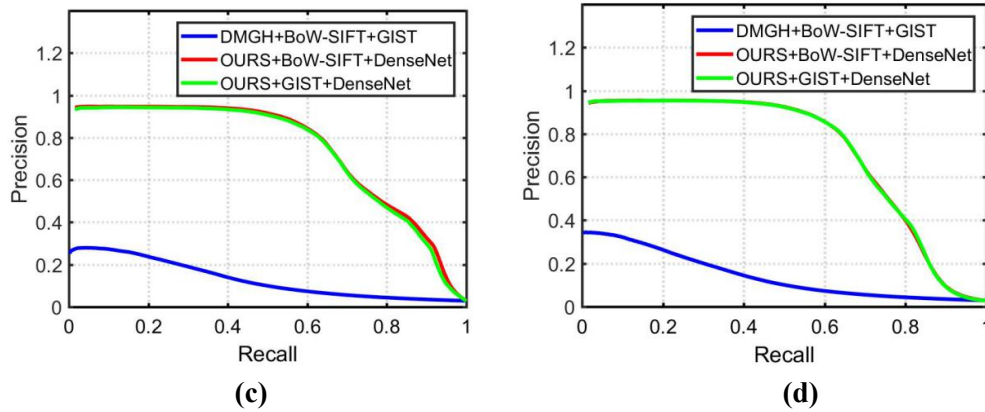 DMGH+BoW-SIFT+GIST
OURS+BoW-SIFT+DenseNet
OURS+GIST+DenseNet
Precision
1.2
1
0.8
0.6
0.4
0.2
0
0 0.2 0.4 0.6 0.8 1
Recall
(c)
DMGH+BoW-SIFT+GIST
OURS+BoW-SIFT+DenseNet
OURS+GIST+DenseNet
Precision
1.2
1
0.8
0.6
0.4
0.2
0
0 0.2 0.4 0.6 0.8 1
Recall
(d)